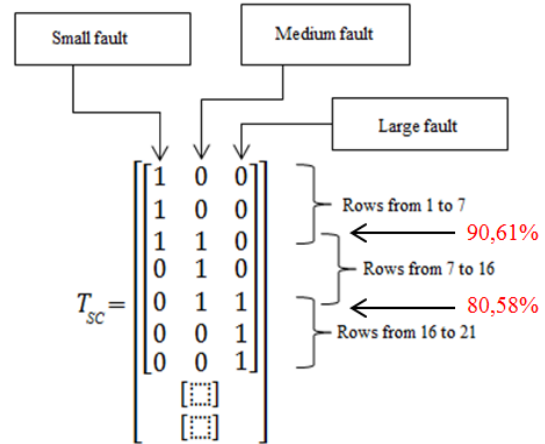 Small fault
Medium fault
Large fault
1 0 0
1 0 0
1 1 0
0 1 0
T_SC = 0 1 1
0 0 1
0 0 1
Rows from 1 to 7
90,61%
Rows from 7 to 16
80,58%
Rows from 16 to 21